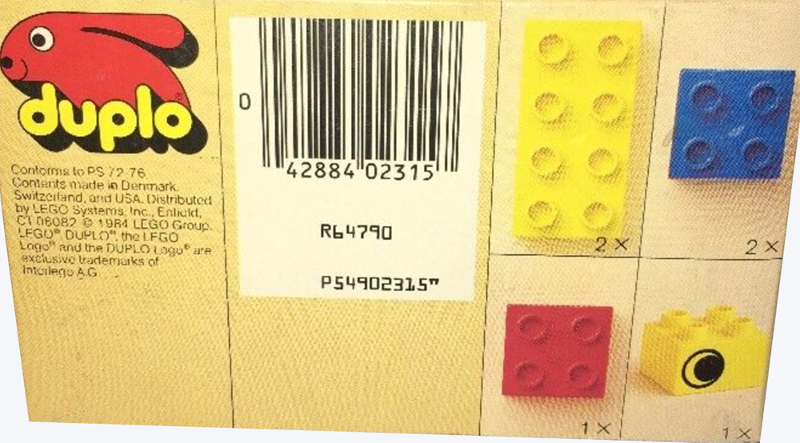 duplo®
Conforms to PS 72-76
Contents made in Denmark,
Switzerland, and USA. Distributed
by LEGO Systems, Inc., Enfield,
CT 06082 © 1984 LEGO Group.
LEGO®, DUPLO®, the LEGO
Logo® and the DUPLO Logo® are
exclusive trademarks of
Interlego A.G.
0 42884 02315
R64790
P54902315"
2 ×
2 ×
1 ×
1 ×